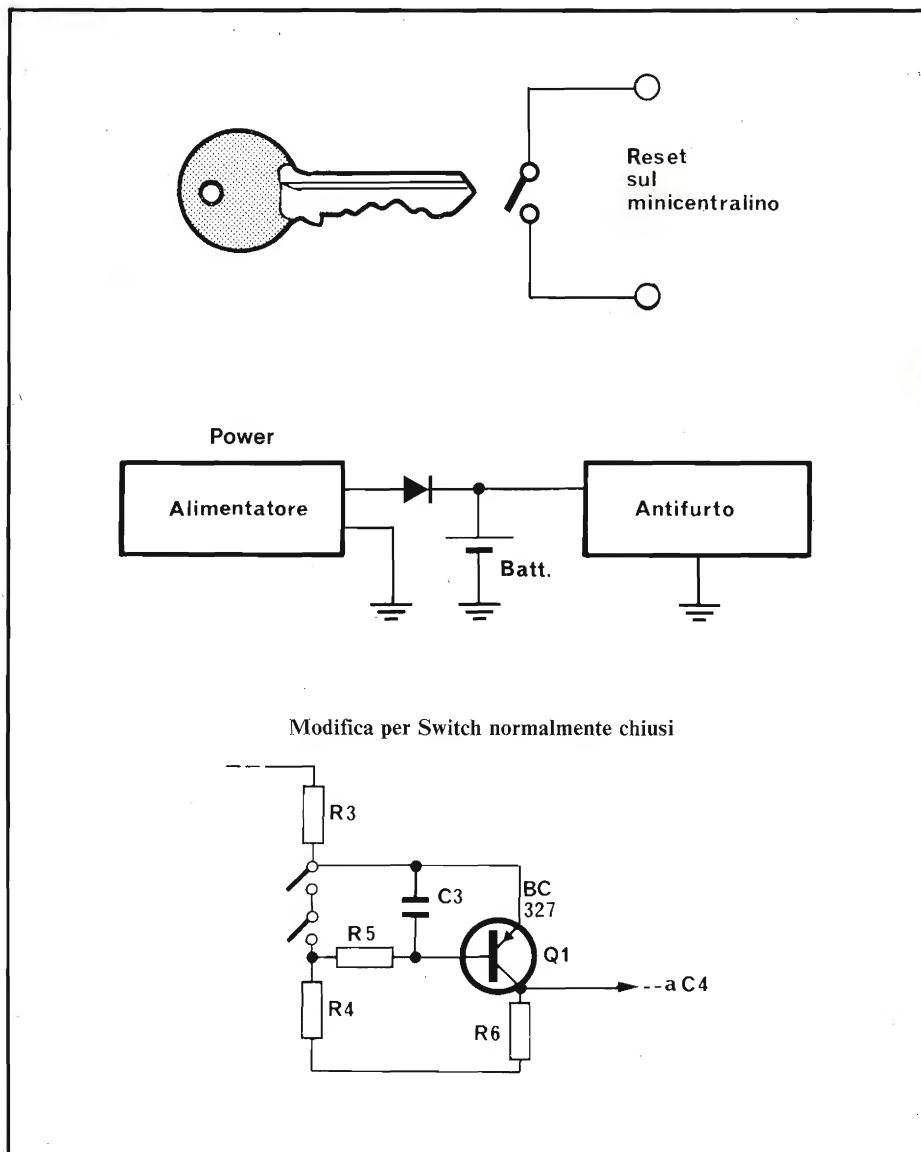 Reset
sul
minicentralino
Power
Alimentatore
Antifurto
Batt.
Modifica per Switch normalmente chiusi
R3
C3
BC
327
R5
Q1
--a C4
R4
R6